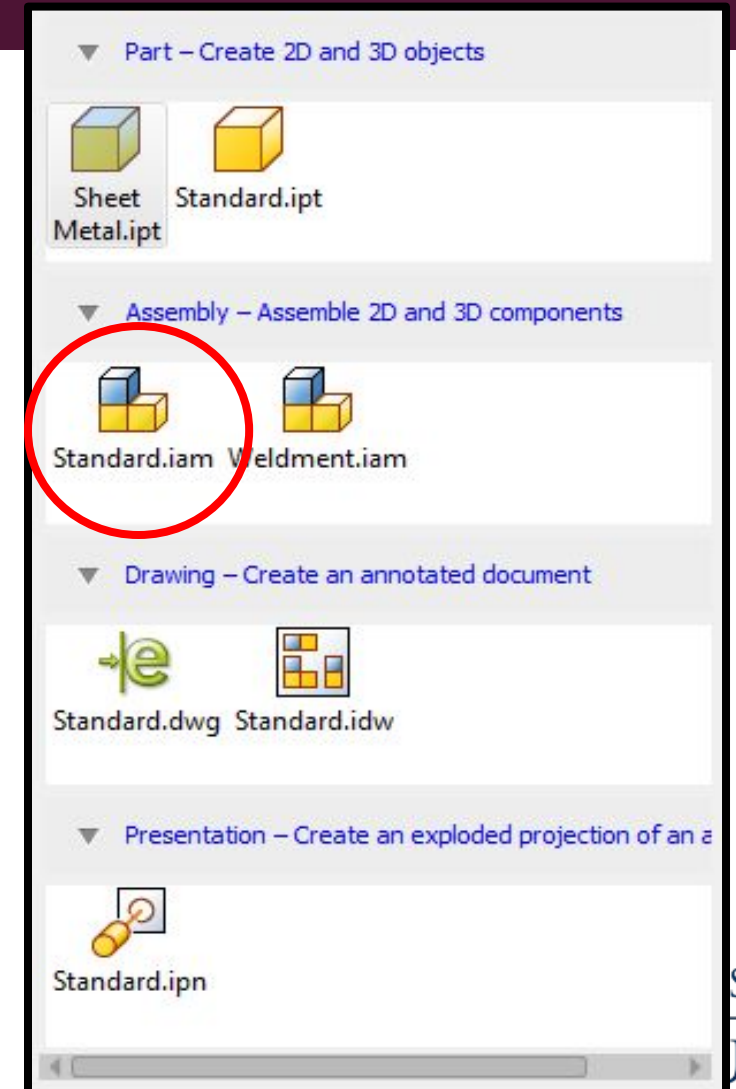 Part – Create 2D and 3D objects
Sheet Metal.ipt
Standard.ipt
Assembly – Assemble 2D and 3D components
Standard.iam Weldment.iam
Drawing – Create an annotated document
Standard.dwg Standard.idw
Presentation – Create an exploded projection of an a
Standard.ipn